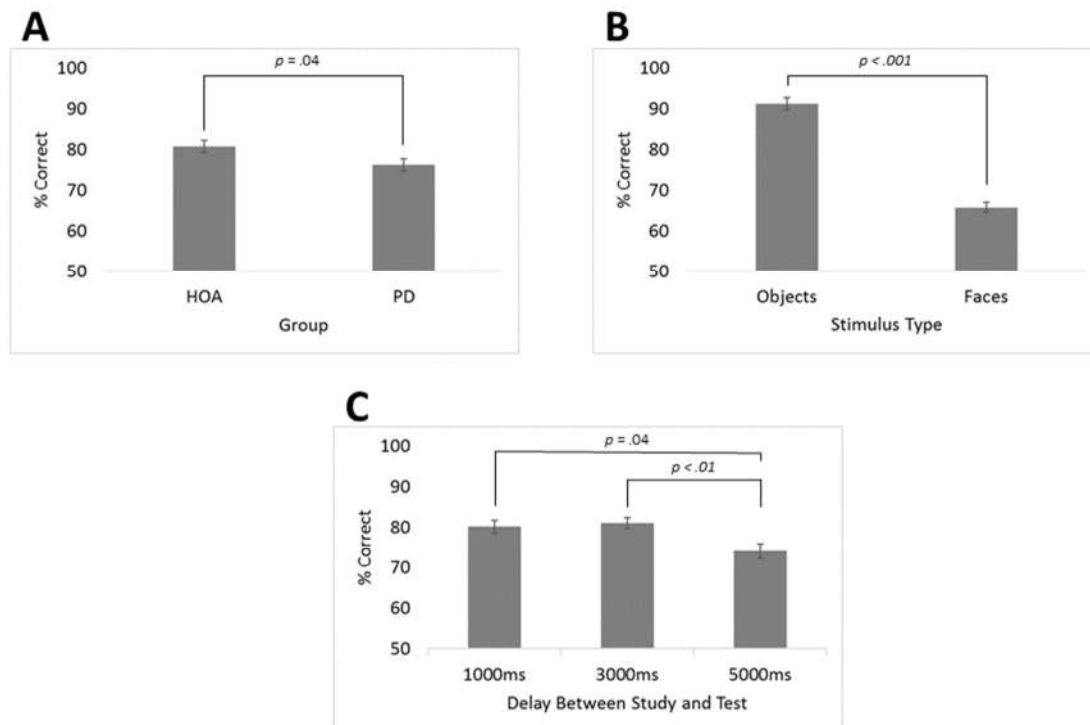 A
p = .04
100
90
80
70
60
50
% Correct
HOA PD
Group
B
p < .001
100
90
80
70
60
50
% Correct
Objects Faces
Stimulus Type
C
p = .04
p < .01
100
90
80
70
60
50
% Correct
1000ms 3000ms 5000ms
Delay Between Study and Test